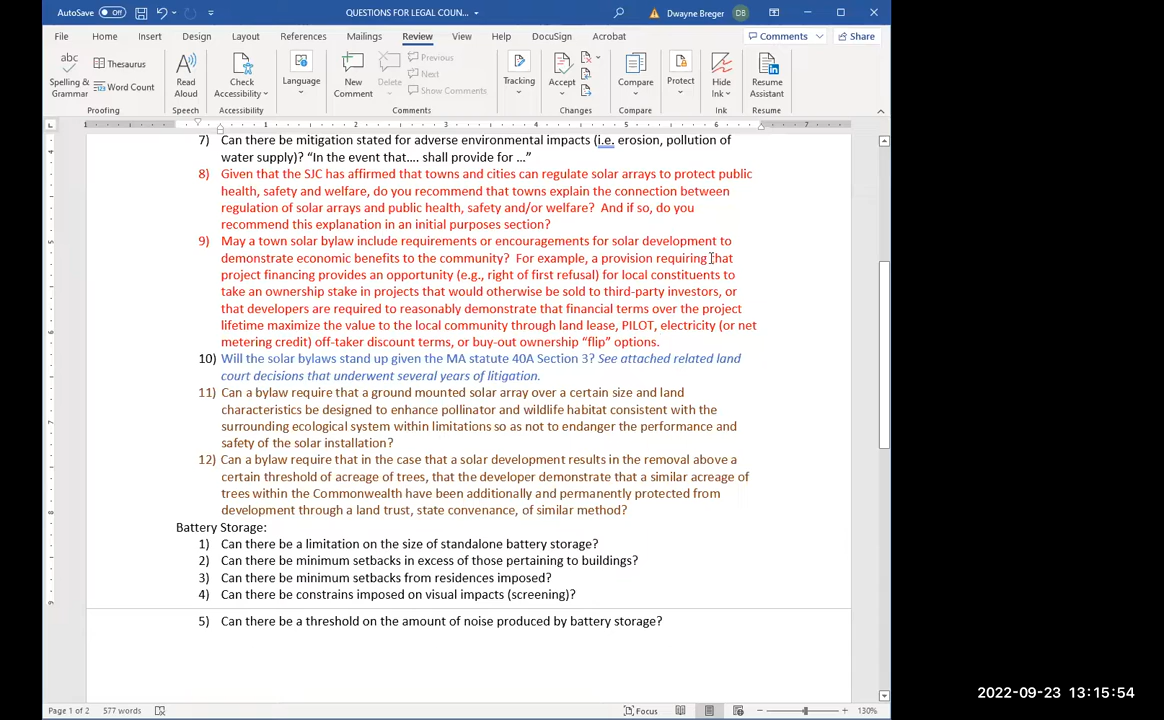 AutoSave Off QUESTIONS FOR LEGAL COUN... Dwayne Breger DB
File Home Insert Design Layout References Mailings Review View Help DocuSign Acrobat Comments Share
abc Thesaurus Previous
Next
Word Count Show Comments
Spelling & Grammar Read Aloud Check Accessibility Language New Comment Delete Tracking Accept Compare Protect Hide Ink Resume Assistant
Proofing Speech Accessibility Comments Changes Compare Ink Resume
1 1 2 3 4 5 6 7
7) Can there be mitigation stated for adverse environmental impacts (i.e. erosion, pollution of
water supply)? “In the event that…. shall provide for …”
8) Given that the SJC has affirmed that towns and cities can regulate solar arrays to protect public
health, safety and welfare, do you recommend that towns explain the connection between
regulation of solar arrays and public health, safety and/or welfare? And if so, do you
recommend this explanation in an initial purposes section?
9) May a town solar bylaw include requirements or encouragements for solar development to
demonstrate economic benefits to the community? For example, a provision requiring that
project financing provides an opportunity (e.g., right of first refusal) for local constituents to
take an ownership stake in projects that would otherwise be sold to third-party investors, or
that developers are required to reasonably demonstrate that financial terms over the project
lifetime maximize the value to the local community through land lease, PILOT, electricity (or net
metering credit) off-taker discount terms, or buy-out ownership “flip” options.
10) Will the solar bylaws stand up given the MA statute 40A Section 3? See attached related land
court decisions that underwent several years of litigation.
11) Can a bylaw require that a ground mounted solar array over a certain size and land
characteristics be designed to enhance pollinator and wildlife habitat consistent with the
surrounding ecological system within limitations so as not to endanger the performance and
safety of the solar installation?
12) Can a bylaw require that in the case that a solar development results in the removal above a
certain threshold of acreage of trees, that the developer demonstrate that a similar acreage of
trees within the Commonwealth have been additionally and permanently protected from
development through a land trust, state convenance, of similar method?
Battery Storage:
1) Can there be a limitation on the size of standalone battery storage?
2) Can there be minimum setbacks in excess of those pertaining to buildings?
3) Can there be minimum setbacks from residences imposed?
4) Can there be constrains imposed on visual impacts (screening)?
5) Can there be a threshold on the amount of noise produced by battery storage?
2022-09-23 13:15:54
Page 1 of 2 577 words Focus 130%